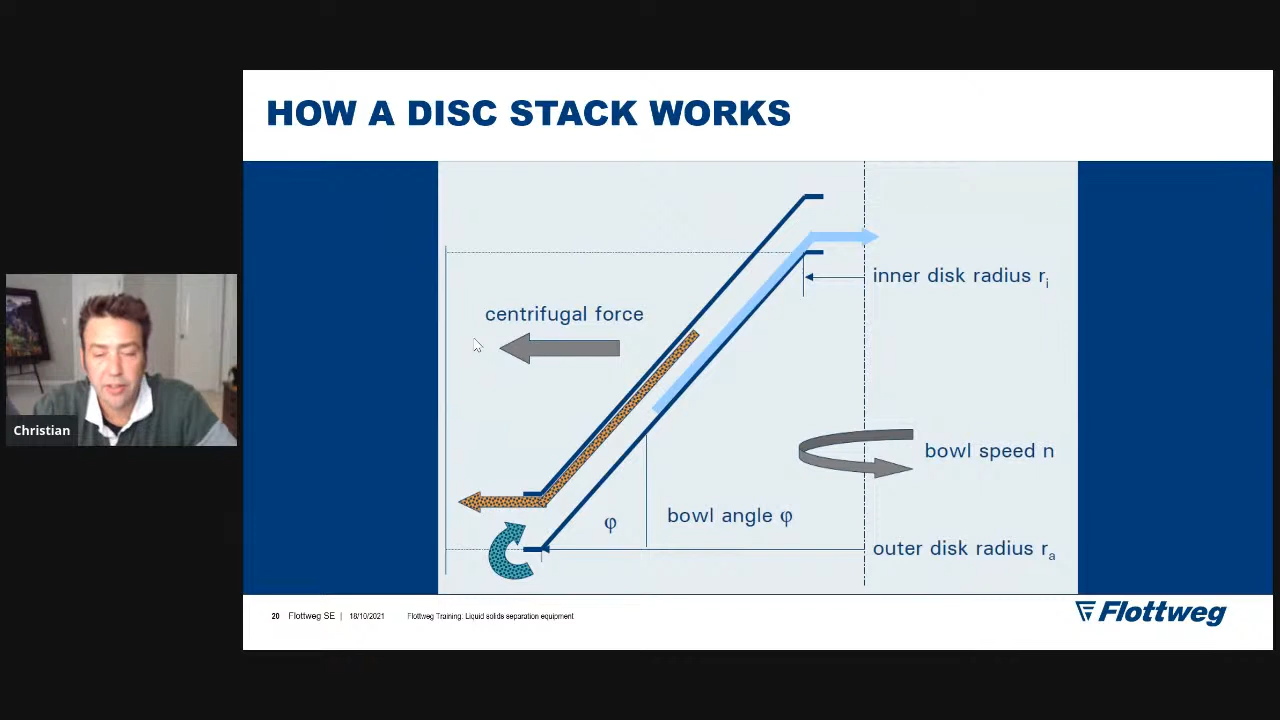 HOW A DISC STACK WORKS
centrifugal force
inner disk radius ri
bowl speed n
φ
bowl angle φ
outer disk radius ra
Christian
20 Flottweg SE | 18/10/2021 Flottweg Training: Liquid solids separation equipment
Flottweg